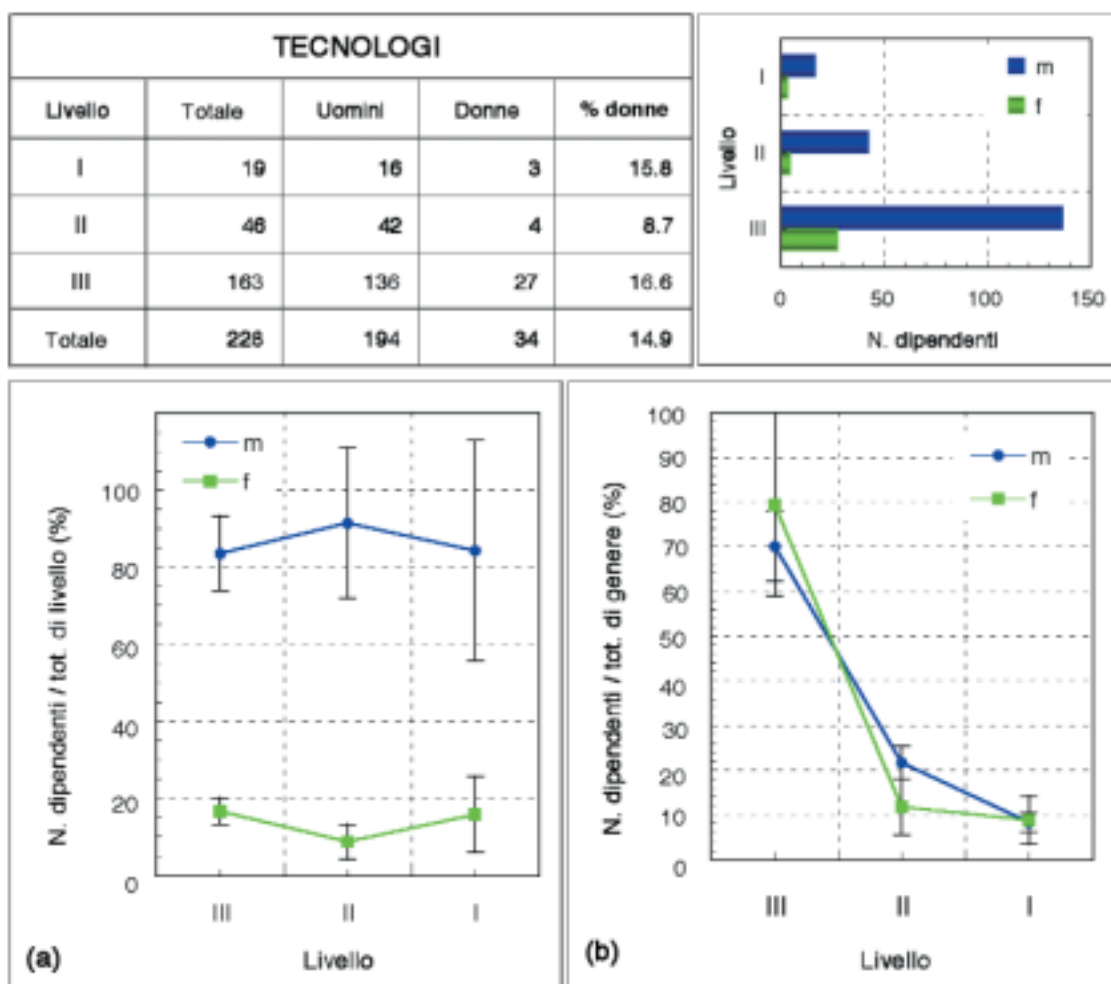 TECNOLOGI
Livello Totale Uomini Donne % donne
I 19 16 3 15.8
II 46 42 4 8.7
III 163 136 27 16.6
Totale 228 194 34 14.9
m
f
I
II
III
Livello
0 50 100 150
N. dipendenti
m
f
100
80
60
40
20
0
N. dipendenti / tot. di livello (%)
III II I
Livello
(a)
m
f
100
90
80
70
60
50
40
30
20
10
0
N. dipendenti / tot. di genere (%)
III II I
Livello
(b)